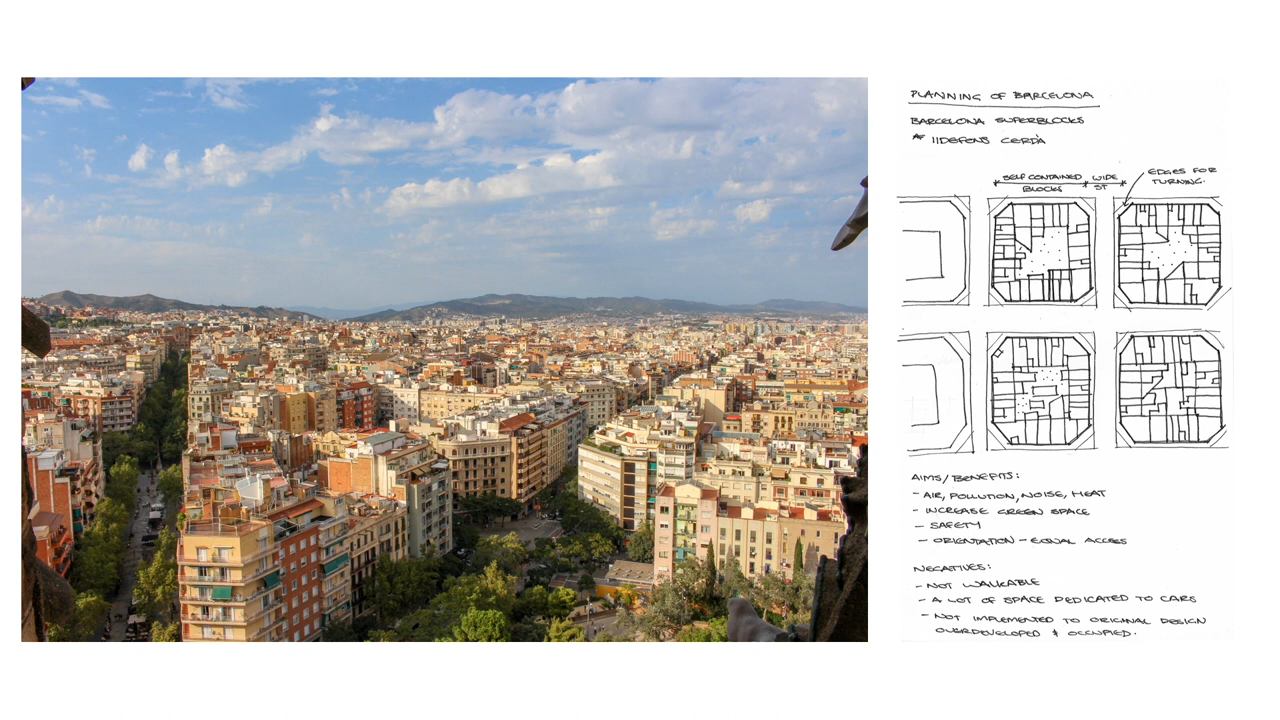 PLANNING OF BARCELONA
BARCELONA SUPERBLOCKS
* IIDEFONS CERDÀ
SELF CONTAINED BLOCKS
WIDE ST
EDGES FOR
TURNING.
AIMS/BENEFITS:
- AIR, POLLUTION, NOISE, HEAT
- INCREASE GREEN SPACE
- SAFETY
- ORIENTATION - EQUAL ACCESS
NEGATIVES:
- NOT WALKABLE
- A LOT OF SPACE DEDICATED TO CARS
- NOT IMPLEMENTED TO ORIGINAL DESIGN
OVERDEVELOPED & OCCUPIED.